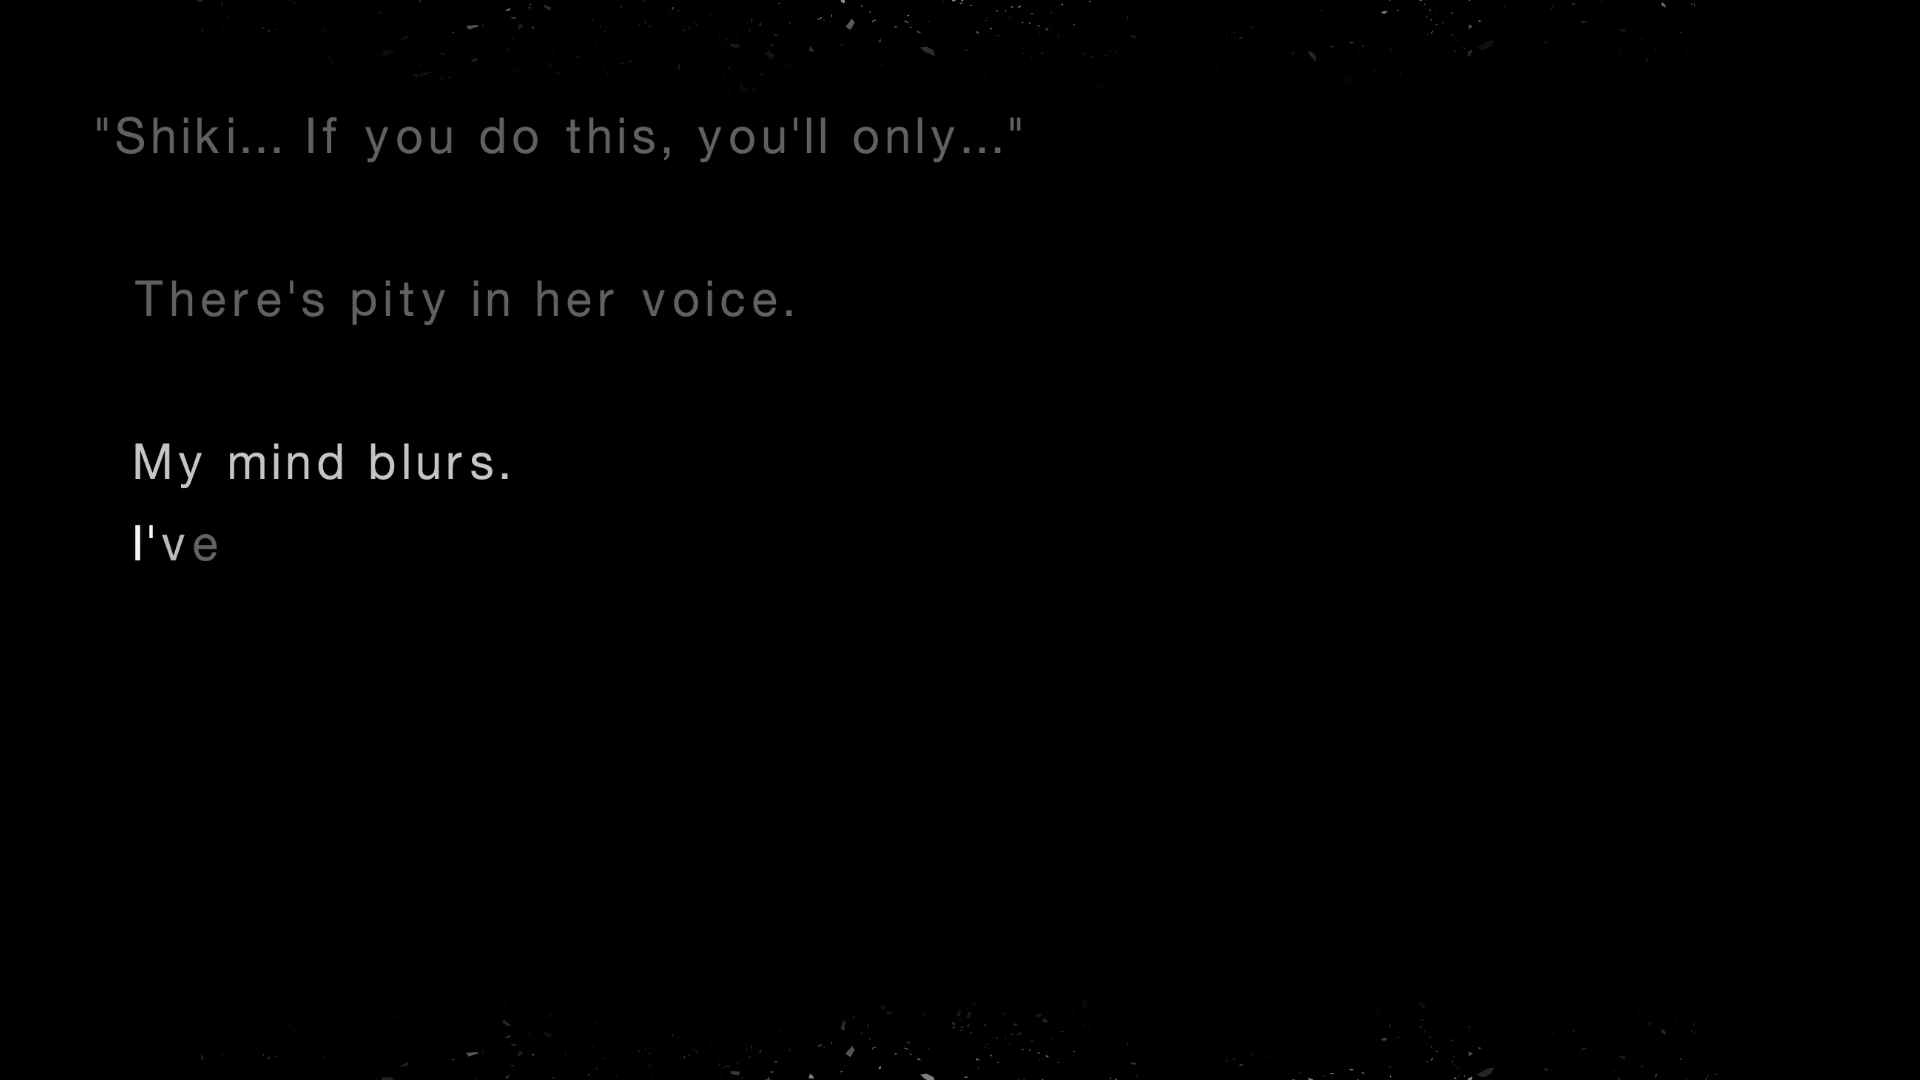 "Shiki... If you do this, you'll only..."
There's pity in her voice.
My mind blurs.
I've